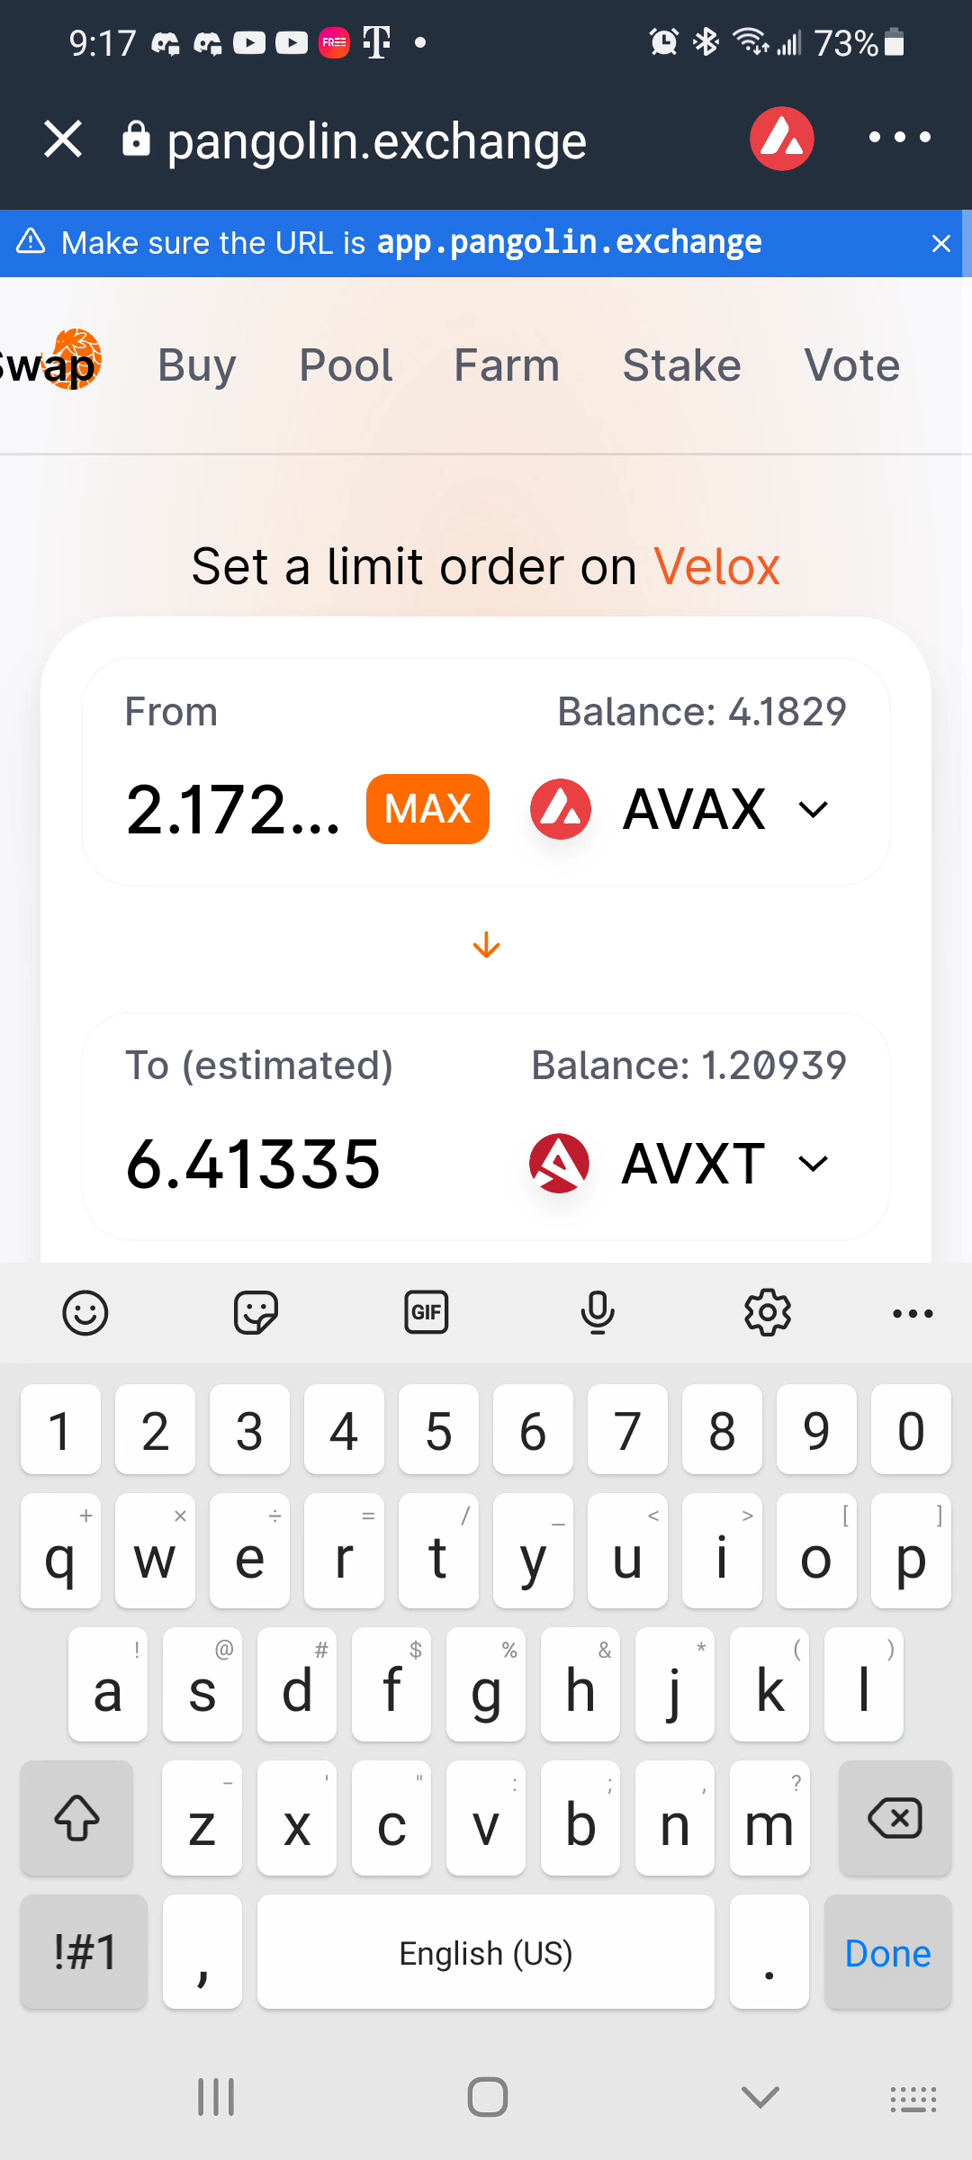 9:17 FREE T 73%
pangolin.exchange
Make sure the URL is app.pangolin.exchange
Swap Buy Pool Farm Stake Vote
Set a limit order on Velox
From Balance: 4.1829
2.172... MAX AVAX
To (estimated) Balance: 1.20939
6.41335 AVXT
GIF
1 2 3 4 5 6 7 8 9 0
+ × ÷ = / _ < > [ ]
q w e r t y u i o p
! @ # $ % & * ( )
a s d f g h j k l
- ' " : ; , ?
z x c v b n m
!#1 , English (US) . Done